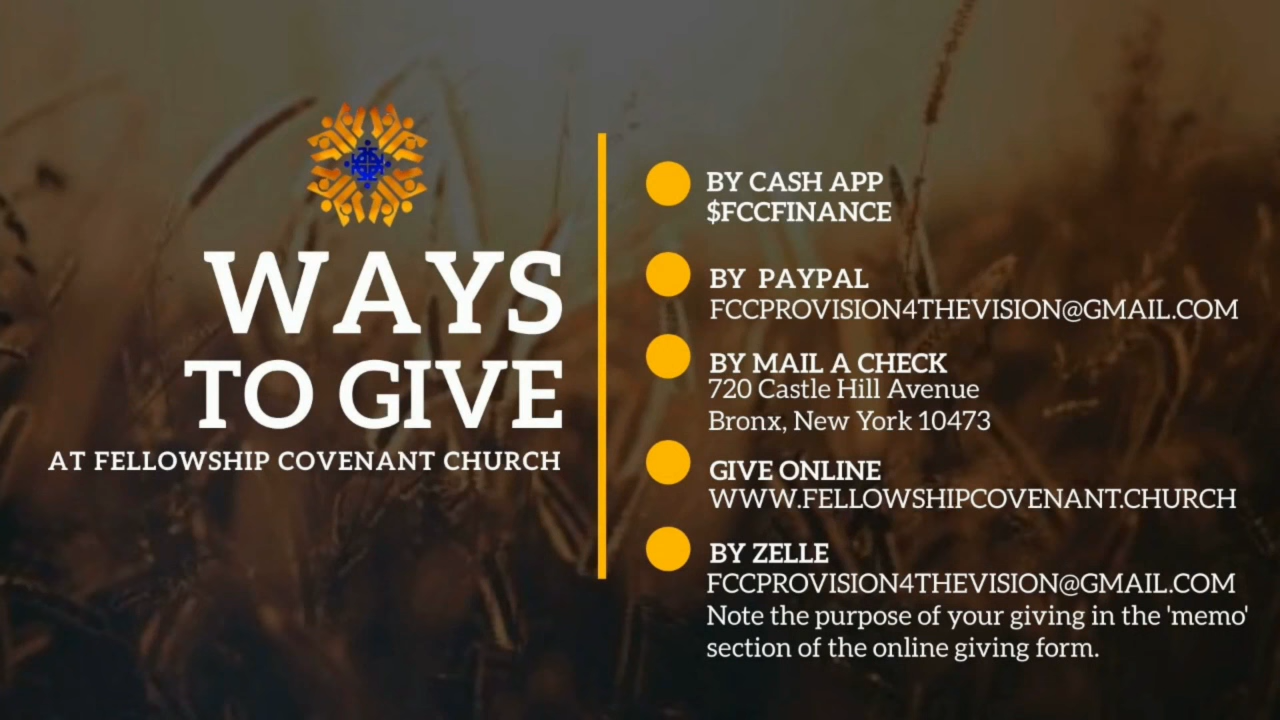 WAYS
TO GIVE
AT FELLOWSHIP COVENANT CHURCH
BY CASH APP
$FCCFINANCE
BY PAYPAL
FCCPROVISION4THEVISION@GMAIL.COM
BY MAIL A CHECK
720 Castle Hill Avenue
Bronx, New York 10473
GIVE ONLINE
WWW.FELLOWSHIPCOVENANT.CHURCH
BY ZELLE
FCCPROVISION4THEVISION@GMAIL.COM
Note the purpose of your giving in the 'memo'
section of the online giving form.